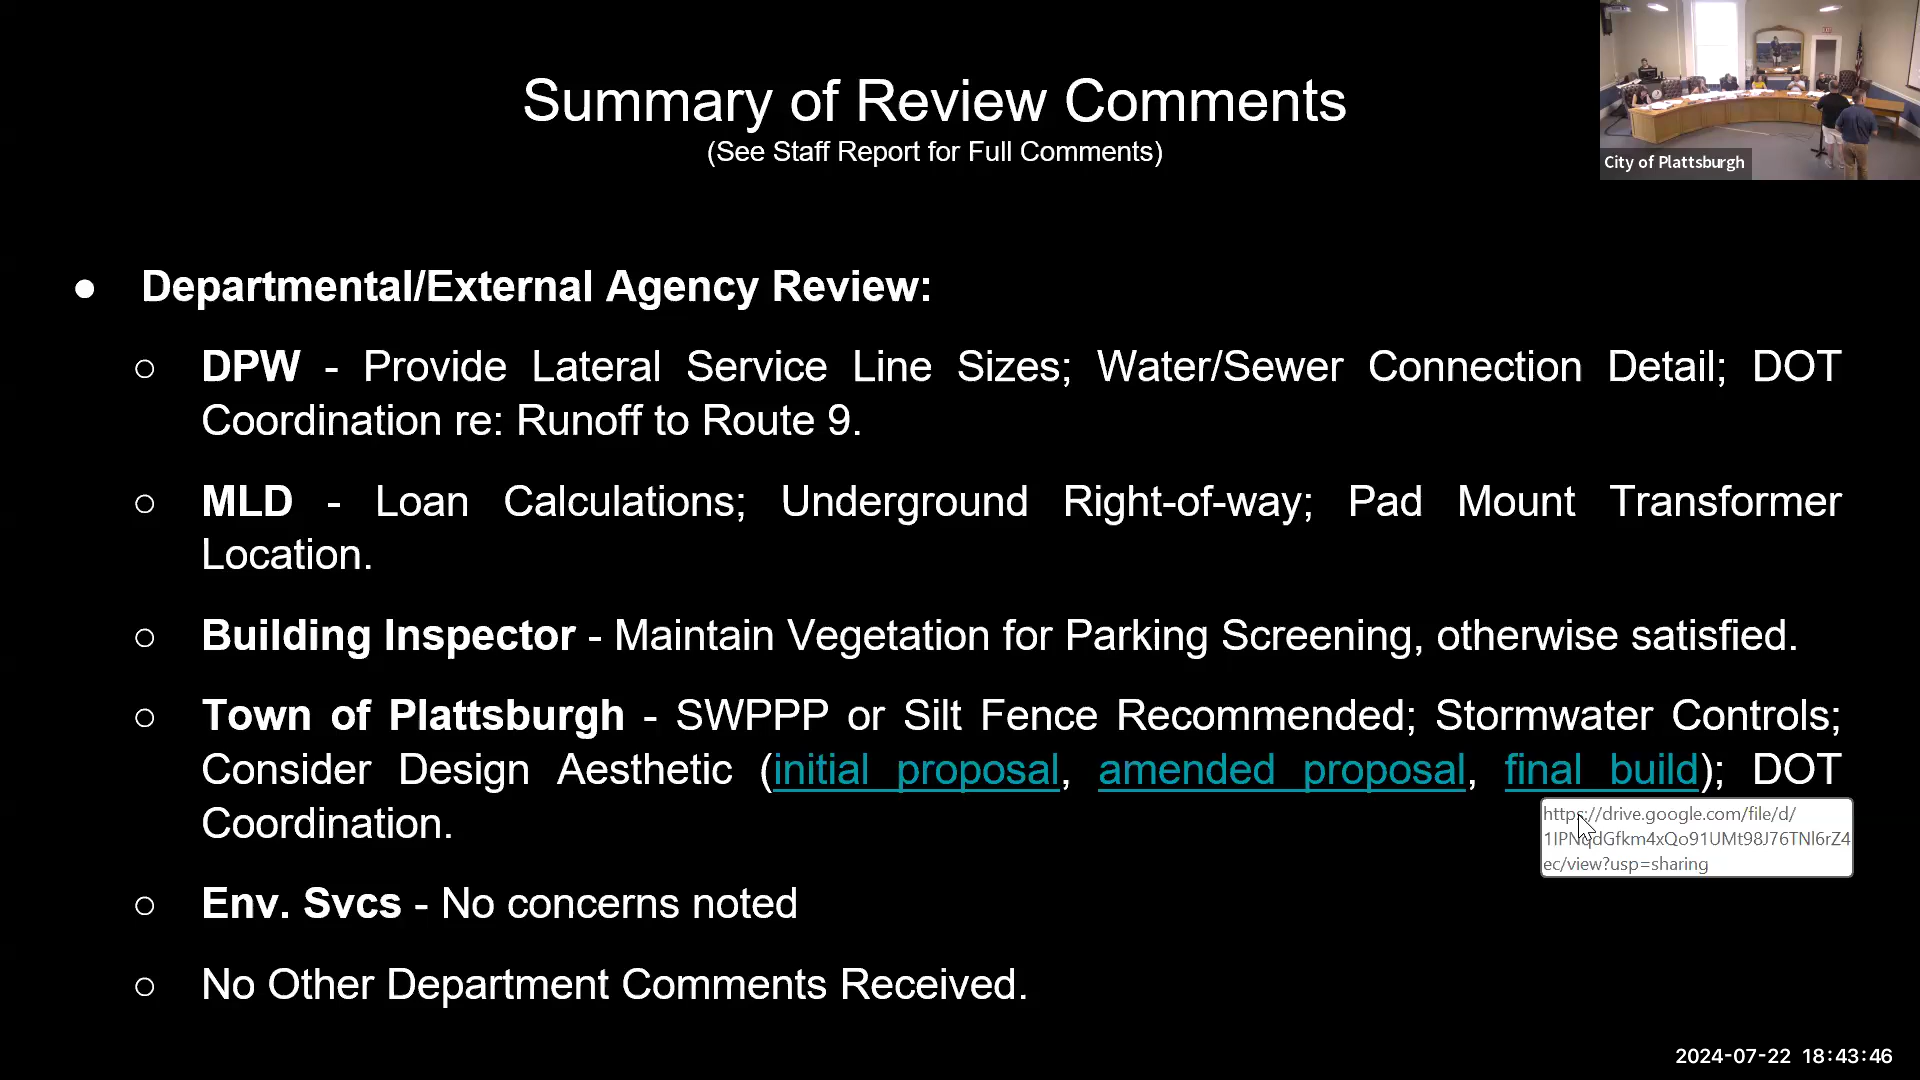 Summary of Review Comments
(See Staff Report for Full Comments)
City of Plattsburgh
● Departmental/External Agency Review:
○ DPW - Provide Lateral Service Line Sizes; Water/Sewer Connection Detail; DOT
Coordination re: Runoff to Route 9.
○ MLD - Loan Calculations; Underground Right-of-way; Pad Mount Transformer
Location.
○ Building Inspector - Maintain Vegetation for Parking Screening, otherwise satisfied.
○ Town of Plattsburgh - SWPPP or Silt Fence Recommended; Stormwater Controls;
Consider Design Aesthetic (initial proposal, amended proposal, final build); DOT
Coordination.
https://drive.google.com/file/d/
1IPNqdGfkm4xQo91UMt98J76TNl6rZ4
ec/view?usp=sharing
○ Env. Svcs - No concerns noted
○ No Other Department Comments Received.
2024-07-22 18:43:46